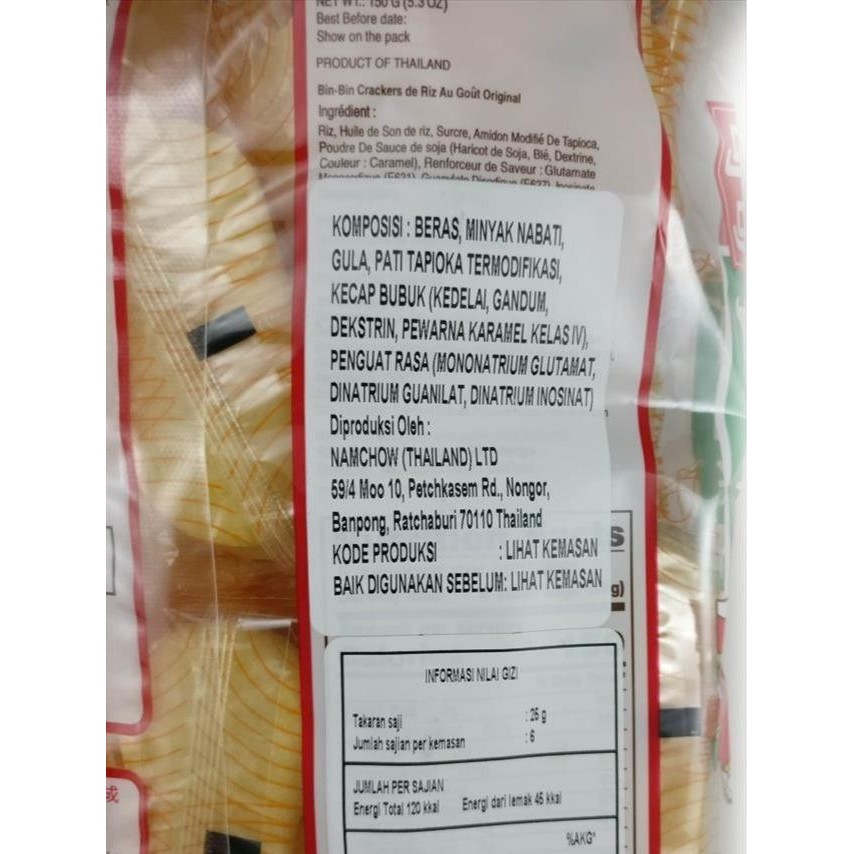 NET WT.: 150 G (5.3 OZ)
Best Before date:
Show on the pack
PRODUCT OF THAILAND
Bin-Bin Crackers de Riz Au Goût Original
Ingrédient :
Riz, Huile de Son de riz, Surcre, Amidon Modifié De Tapioca,
Poudre De Sauce de soja (Haricot de Soja, Blé, Dextrine,
Couleur : Caramel), Renforceur de Saveur : Glutamate
KOMPOSISI : BERAS, MINYAK NABATI,
GULA, PATI TAPIOKA TERMODIFIKASI,
KECAP BUBUK (KEDELAI, GANDUM,
DEKSTRIN, PEWARNA KARAMEL KELAS IV),
PENGUAT RASA (MONONATRIUM GLUTAMAT,
DINATRIUM GUANILAT, DINATRIUM INOSINAT)
Diproduksi Oleh :
NAMCHOW (THAILAND) LTD
59/4 Moo 10, Petchkasem Rd., Nongor,
Banpong, Ratchaburi 70110 Thailand
KODE PRODUKSI : LIHAT KEMASAN
BAIK DIGUNAKAN SEBELUM: LIHAT KEMASAN
g)
INFORMASI NILAI GIZI
Takaran saji : 25 g
Jumlah sajian per kemasan : 6
JUMLAH PER SAJIAN
Energi Total 120 kkal Energi dari lemak 45 kkal
%AKG*